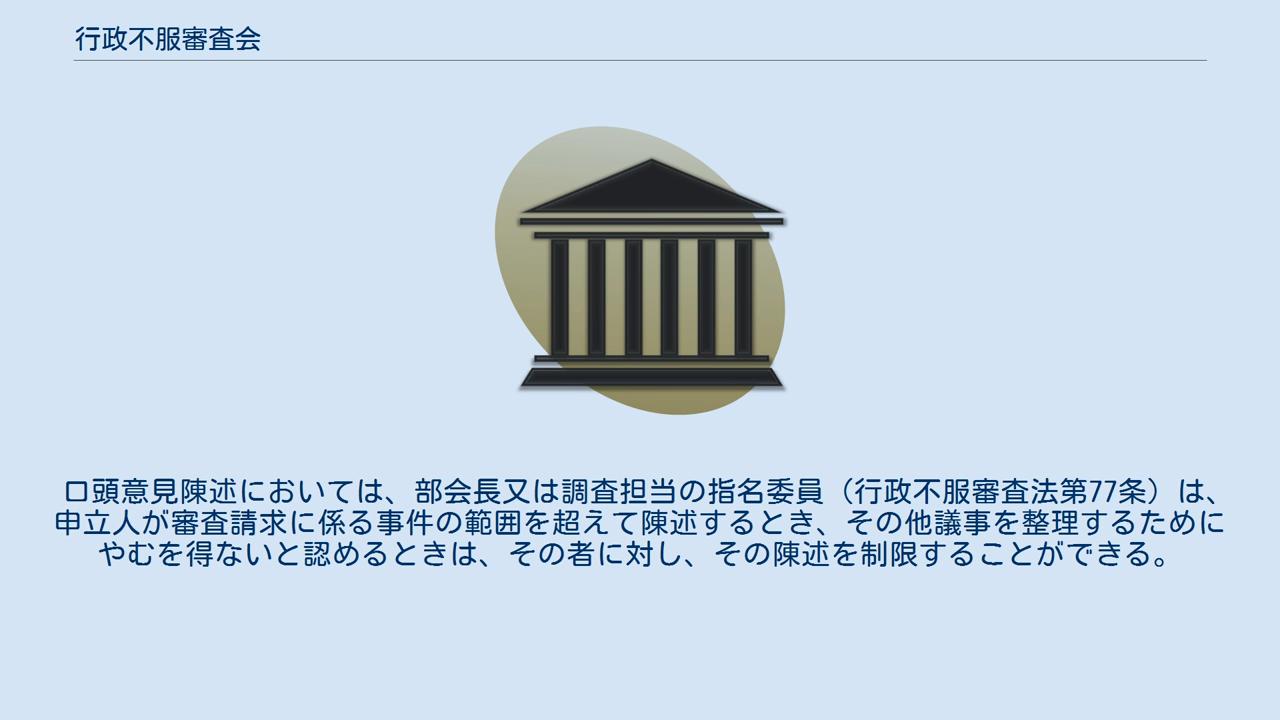 行政不服審査会
口頭意見陳述においては、部会長又は調査担当の指名委員（行政不服審査法第77条）は、
申立人が審査請求に係る事件の範囲を超えて陳述するとき、その他議事を整理するために
やむを得ないと認めるときは、その者に対し、その陳述を制限することができる。